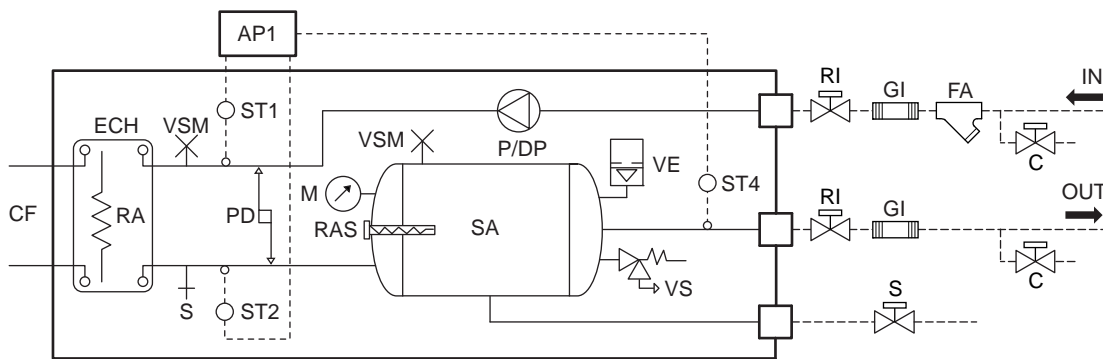 AP1
IN
RI
GI
FA
ST1
ECH
VSM
VSM
P/DP
VE
C
M
ST4
OUT
RI
GI
CF
RA
PD
RAS
SA
VS
C
S
ST2
S